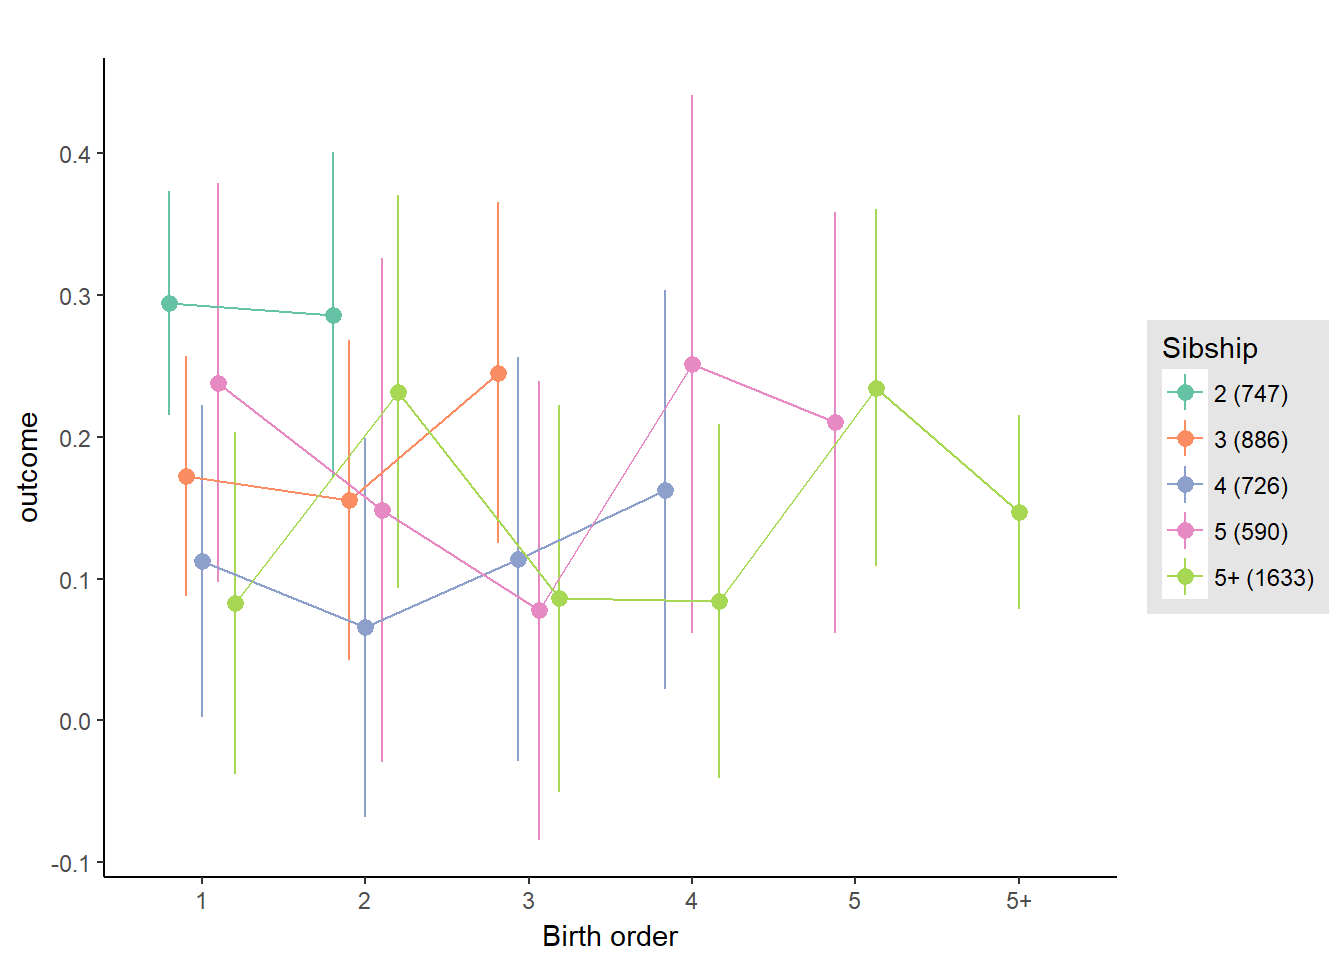 0.4
0.3
0.2
0.1
0.0
-0.1
outcome
1 2 3 4 5 5+
Birth order
Sibship
2 (747)
3 (886)
4 (726)
5 (590)
5+ (1633)